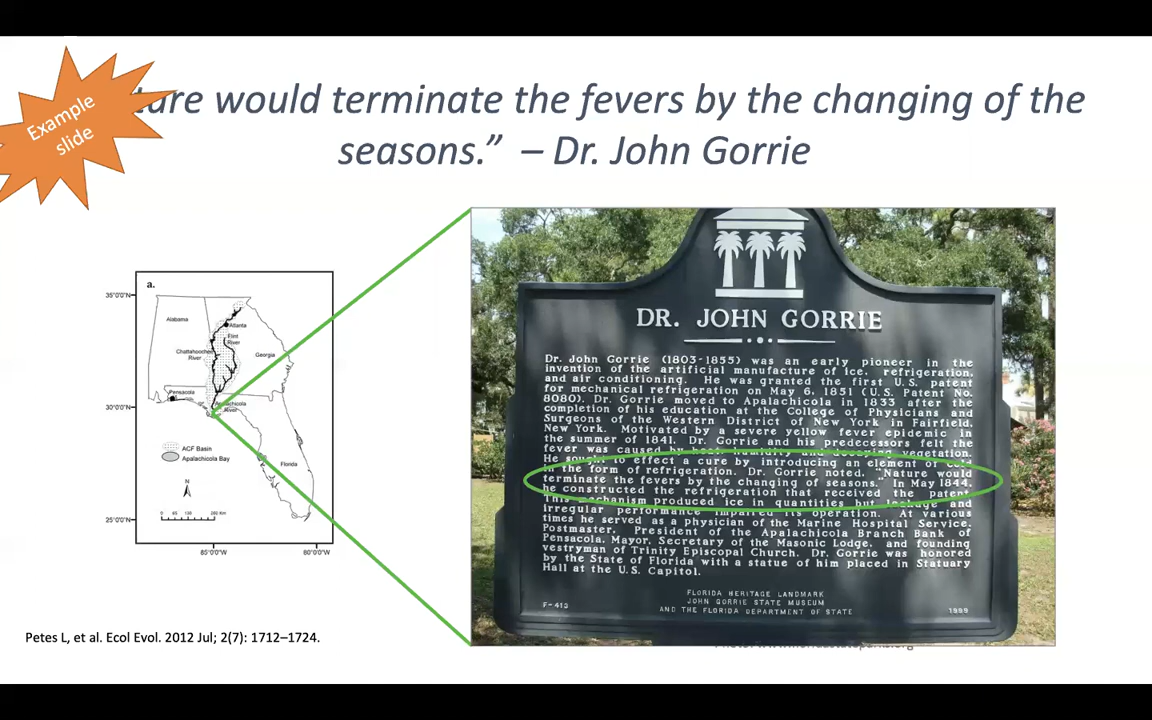 Example
slide
ture would terminate the fevers by the changing of the
seasons.” – Dr. John Gorrie
a.
35°0'0"N
Alabama
Atlanta
Flint
River
Chattahoochee
River
Georgia
Pensacola
30°0'0"N
Apalachicola
River
ACF Basin
Apalachicola Bay
Florida
N
0 65 130 260 Km
25°0'0"N
85°0'0"W
80°0'0"W
Petes L, et al. Ecol Evol. 2012 Jul; 2(7): 1712–1724.
DR. JOHN GORRIE
Dr. John Gorrie (1803-1855) was an early pioneer in the
invention of the artificial manufacture of ice, refrigeration,
and air conditioning. He was granted the first U.S. patent
for mechanical refrigeration on May 6, 1851 (U.S. Patent No.
8080). Dr. Gorrie moved to Apalachicola in 1833 after the
completion of his education at the College of Physicians and
Surgeons of the Western District of New York in Fairfield,
New York. Motivated by a severe yellow fever epidemic in
the summer of 1841, Dr. Gorrie and his predecessors felt the
fever was caused by heat, humidity and decaying vegetation.
He sought to effect a cure by introducing an element of cold
in the form of refrigeration. Dr. Gorrie noted, "Nature would
terminate the fevers by the changing of seasons." In May 1844,
he constructed the refrigeration that received the patent
This mechanism produced ice in quantities but leakage and
irregular performance impaired its operation. At various
times he served as a physician of the Marine Hospital Service,
Postmaster, President of the Apalachicola Branch Bank of
Pensacola, Mayor, Secretary of the Masonic Lodge, and founding
vestryman of Trinity Episcopal Church. Dr. Gorrie was honored
by the State of Florida with a statue of him placed in Statuary
Hall at the U.S. Capitol.
FLORIDA HERITAGE LANDMARK
JOHN GORRIE STATE MUSEUM
AND THE FLORIDA DEPARTMENT OF STATE
F-413
1999